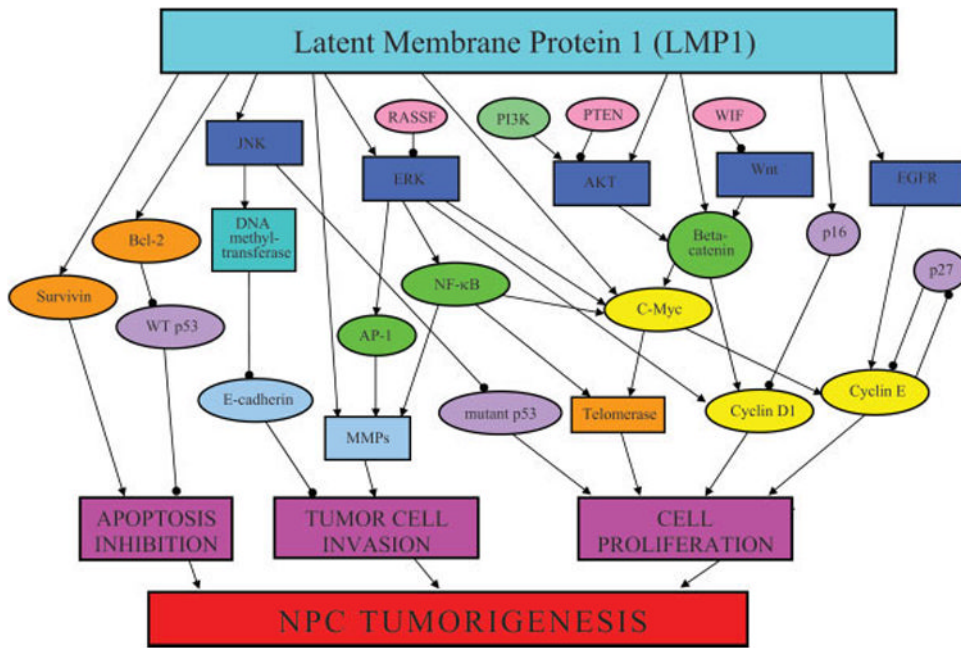 Latent Membrane Protein 1 (LMP1)
RASSF
PI3K
PTEN
WIF
JNK
ERK
AKT
Wnt
EGFR
DNA
methyl-
transferase
Bcl-2
Beta-
catenin
p16
p27
Survivin
WT p53
NF-κB
AP-1
C-Myc
E-cadherin
MMPs
mutant p53
Telomerase
Cyclin D1
Cyclin E
APOPTOSIS
INHIBITION
TUMOR CELL
INVASION
CELL
PROLIFERATION
NPC TUMORIGENESIS